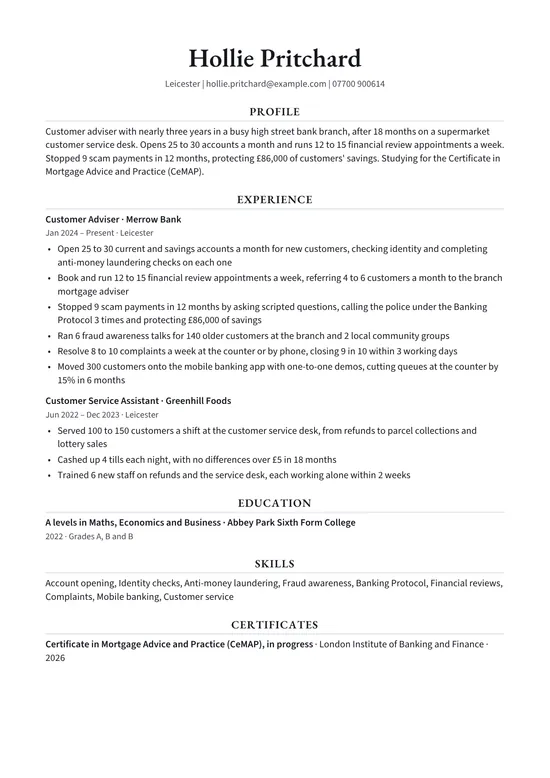 Hollie Pritchard
Leicester | hollie.pritchard@example.com | 07700 900614
PROFILE
Customer adviser with nearly three years in a busy high street bank branch, after 18 months on a supermarket
customer service desk. Opens 25 to 30 accounts a month and runs 12 to 15 financial review appointments a week.
Stopped 9 scam payments in 12 months, protecting £86,000 of customers' savings. Studying for the Certificate in
Mortgage Advice and Practice (CeMAP).
EXPERIENCE
Customer Adviser · Merrow Bank
Jan 2024 – Present · Leicester
• Open 25 to 30 current and savings accounts a month for new customers, checking identity and completing
anti-money laundering checks on each one
• Book and run 12 to 15 financial review appointments a week, referring 4 to 6 customers a month to the branch
mortgage adviser
• Stopped 9 scam payments in 12 months by asking scripted questions, calling the police under the Banking
Protocol 3 times and protecting £86,000 of savings
• Ran 6 fraud awareness talks for 140 older customers at the branch and 2 local community groups
• Resolve 8 to 10 complaints a week at the counter or by phone, closing 9 in 10 within 3 working days
• Moved 300 customers onto the mobile banking app with one-to-one demos, cutting queues at the counter by
15% in 6 months
Customer Service Assistant · Greenhill Foods
Jun 2022 – Dec 2023 · Leicester
• Served 100 to 150 customers a shift at the customer service desk, from refunds to parcel collections and
lottery sales
• Cashed up 4 tills each night, with no differences over £5 in 18 months
• Trained 6 new staff on refunds and the service desk, each working alone within 2 weeks
EDUCATION
A levels in Maths, Economics and Business · Abbey Park Sixth Form College
2022 · Grades A, B and B
SKILLS
Account opening, Identity checks, Anti-money laundering, Fraud awareness, Banking Protocol, Financial reviews,
Complaints, Mobile banking, Customer service
CERTIFICATES
Certificate in Mortgage Advice and Practice (CeMAP), in progress · London Institute of Banking and Finance ·
2026